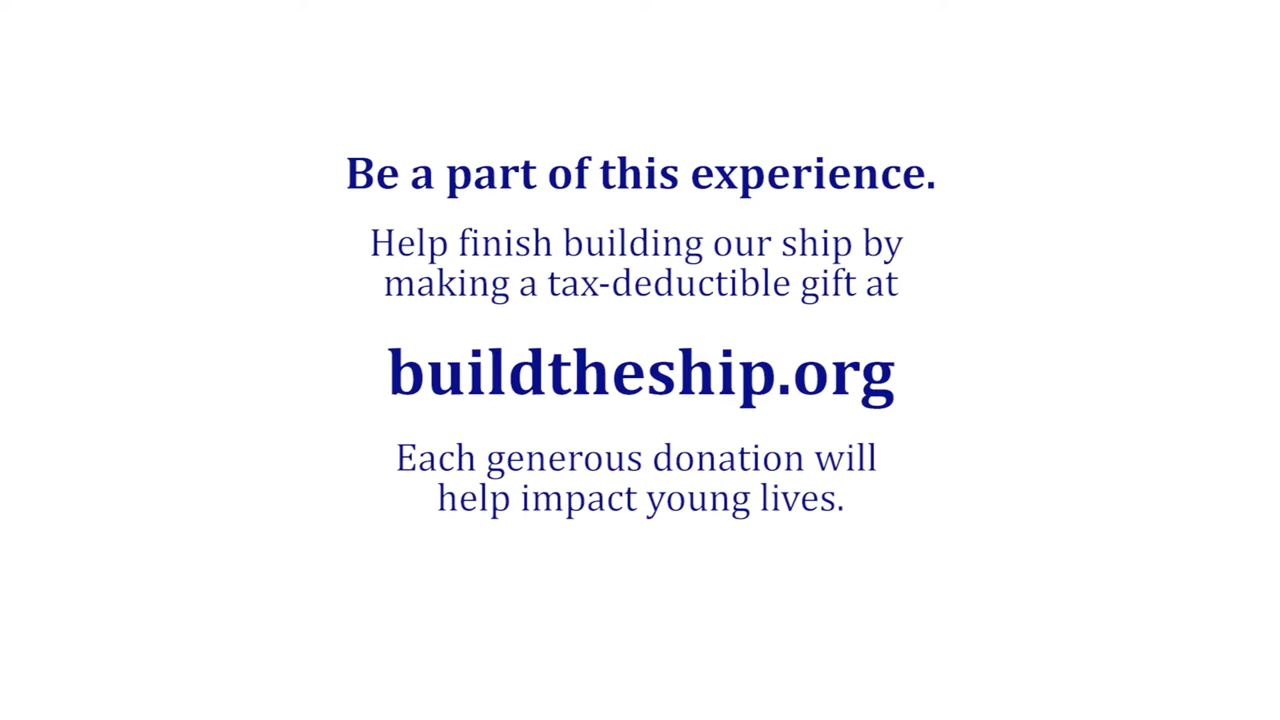 Be a part of this experience.
Help finish building our ship by
making a tax-deductible gift at
buildtheship.org
Each generous donation will
help impact young lives.